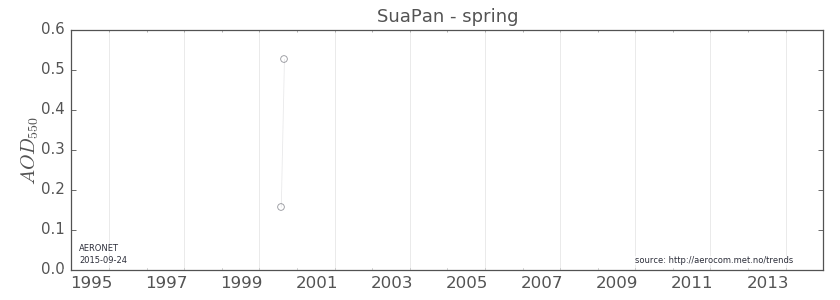 SuaPan - spring
0.6
0.5
0.4
0.3
0.2
0.1
0.0
AOD550
AERONET
2015-09-24
source: http://aerocom.met.no/trends
1995 1997 1999 2001 2003 2005 2007 2009 2011 2013